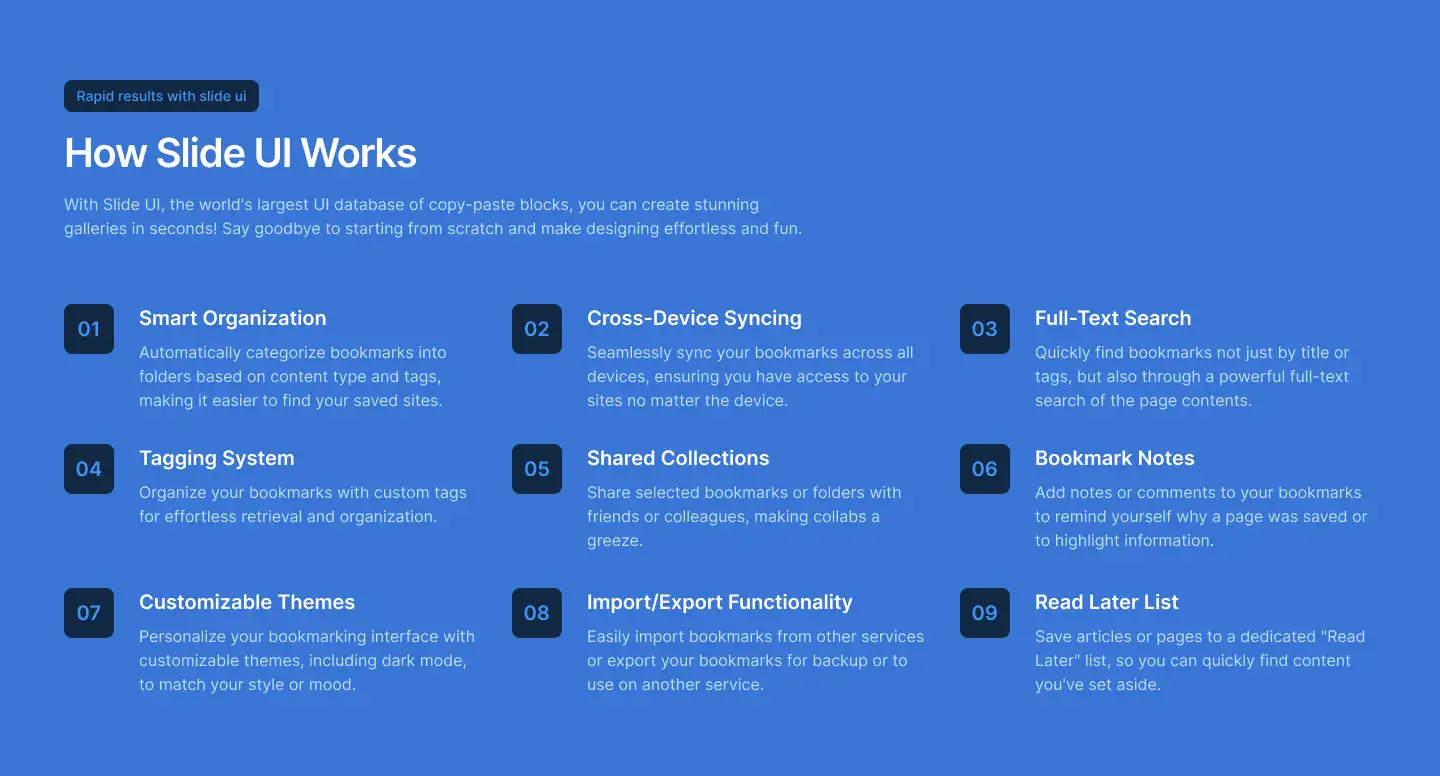 Rapid results with slide ui
How Slide UI Works
With Slide UI, the world's largest UI database of copy-paste blocks, you can create stunning
galleries in seconds! Say goodbye to starting from scratch and make designing effortless and fun.
01
Smart Organization
Automatically categorize bookmarks into
folders based on content type and tags,
making it easier to find your saved sites.
02
Cross-Device Syncing
Seamlessly sync your bookmarks across all
devices, ensuring you have access to your
sites no matter the device.
03
Full-Text Search
Quickly find bookmarks not just by title or
tags, but also through a powerful full-text
search of the page contents.
04
Tagging System
Organize your bookmarks with custom tags
for effortless retrieval and organization.
05
Shared Collections
Share selected bookmarks or folders with
friends or colleagues, making collabs a
greeze.
06
Bookmark Notes
Add notes or comments to your bookmarks
to remind yourself why a page was saved or
to highlight information.
07
Customizable Themes
Personalize your bookmarking interface with
customizable themes, including dark mode,
to match your style or mood.
08
Import/Export Functionality
Easily import bookmarks from other services
or export your bookmarks for backup or to
use on another service.
09
Read Later List
Save articles or pages to a dedicated "Read
Later" list, so you can quickly find content
you've set aside.